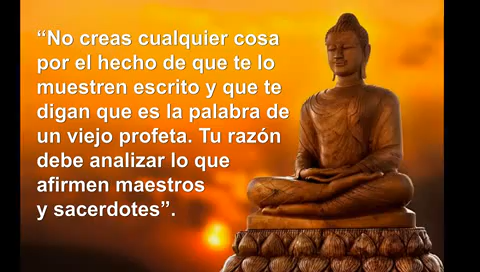 “No creas cualquier cosa
por el hecho de que te lo
muestren escrito y que te
digan que es la palabra de
un viejo profeta. Tu razón
debe analizar lo que
afirmen maestros
y sacerdotes”.